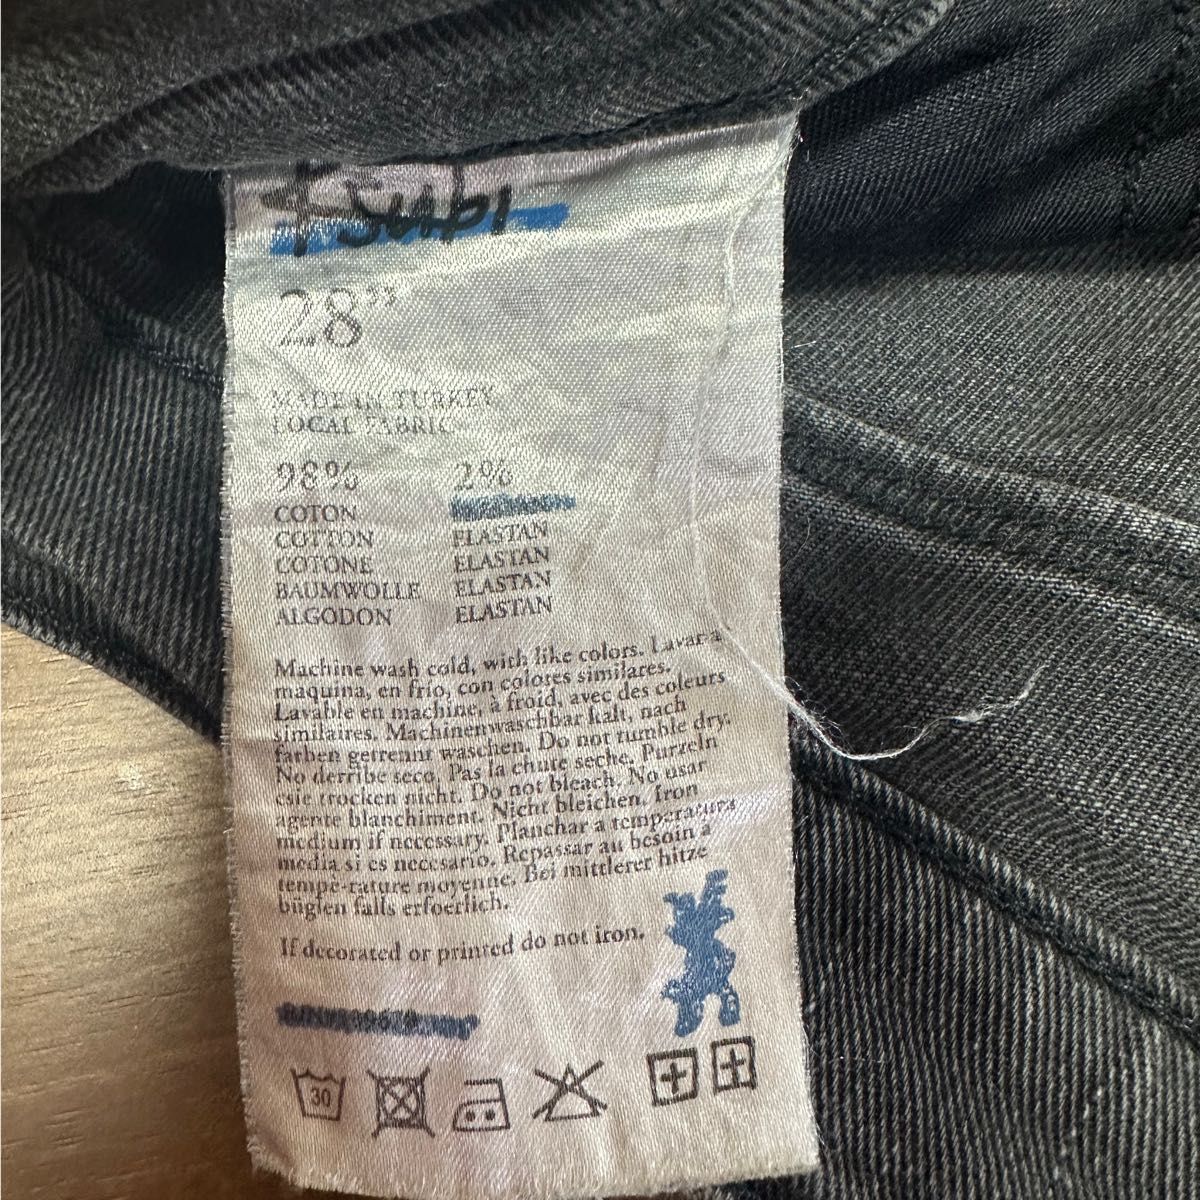 Ksubi
28"
MADE IN TURKEY
LOCAL FABRIC
98% 2%
COTON
COTTON ELASTAN
COTONE ELASTAN
BAUMWOLLE ELASTAN
ALGODON ELASTAN
Machine wash cold, with like colors. Lavar a
maquina, en frio, con colores similares.
Lavable en machine, à froid, avec des couleurs
similaires. Machinenwaschbar kalt, nach
farben getrennt waschen. Do not tumble dry.
No derribe seco. Pas la chute seche. Purzeln
esie trocken nicht. Do not bleach. No usar
agente blanchiment. Nicht bleichen. Iron
medium if necessary. Planchar a temperatura
media si es necesario. Repassar au besoin à
tempe-rature moyenne. Bei mittlerer hitze
büglen falls erfoerlich.
If decorated or printed do not iron.
30